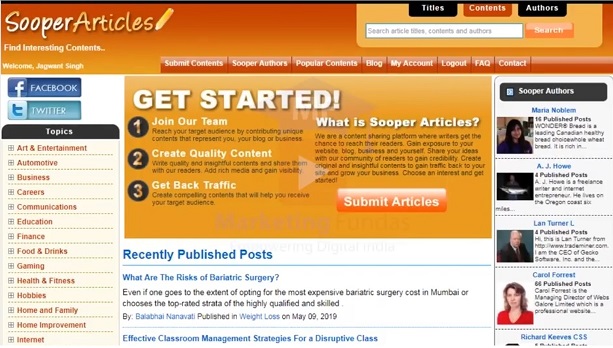 SooperArticles
Find Interesting Contents..
Welcome, Jagwant Singh
Titles
Contents
Authors
Search article titles, contents and authors
Search
Submit Contents
Sooper Authors
Popular Contents
Blog
My Account
Logout
FAQ
Contact
FACEBOOK
TWITTER
Topics
Art & Entertainment
Automotive
Business
Careers
Communications
Education
Finance
Food & Drinks
Gaming
Health & Fitness
Hobbies
Home and Family
Home Improvement
Internet
GET STARTED!
1 Join Our Team
Reach your target audience by contributing unique
contents that represent you, your blog or business.
2 Create Quality Content
Write quality and insightful contents and share them
with our readers. Add rich media and gain visibility.
3 Get Back Traffic
Create compelling contents that will help you receive
your target audience.
What is Sooper Articles?
We are content sharing platform where writers get the
chance to reach their readers. Gain exposure to your
website, blog, business and yourself. Share your ideas
with our community of readers to gain credibility. Create
original and insightful contents to gain traffic back to your
site and grow your business. Choose an interest and get
started!
Submit Articles
Marketing Fundas
Empowering Digital India
Recently Published Posts
What Are The Risks of Bariatric Surgery?
Even if one goes to the extent of opting for the most expensive bariatric surgery cost in Mumbai or
chooses the top-rated strata of the highly qualified and skilled .
By: Balabhai Nanavati Published in Weight Loss on May 09, 2019
Effective Classroom Management Strategies For a Disruptive Class
Sooper Authors
Maria Noblem
16 Published Posts
WONDER® Bread is a
leading Canadian healthy
bread choicewhole wheat
bread. It is rich in...
A. J. Howe
4 Published Posts
A. J. Howe is a freelance
writer and internet
entrepreneur. He lives on
the Oregon coast six
miles...
Lan Turner L
4 Published Posts
Hi, this is Lan Turner from
http://www.trademiner.com.
I am the CEO of Gecko
Software, Inc. and the...
Carol Forrest
6 Published Posts
Carol Forrest is the
Managing Director of Webs
Galore Limited which is a
professional website...
Richard Keeves CSS
5 Published Posts